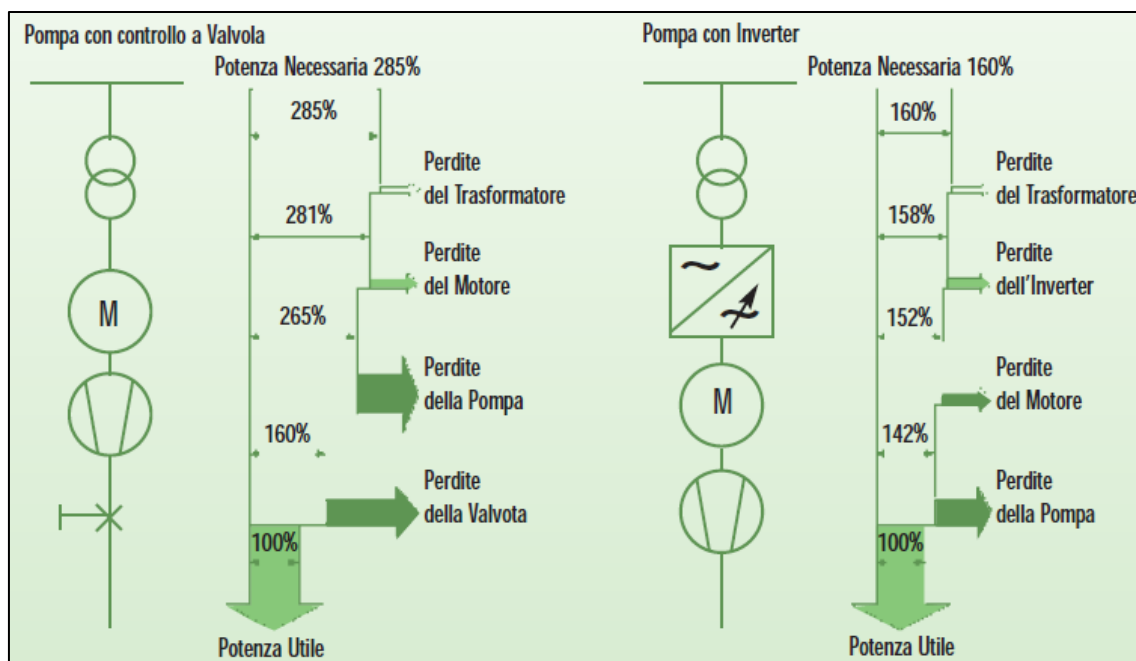 Pompa con controllo a Valvola
Potenza Necessaria 285%
285%
Perdite
del Trasformatore
281%
Perdite
del Motore
M
265%
Perdite
della Pompa
160%
Perdite
della Valvota
100%
Potenza Utile
Pompa con Inverter
Potenza Necessaria 160%
160%
Perdite
del Trasformatore
158%
Perdite
dell'Inverter
152%
Perdite
del Motore
M
142%
Perdite
della Pompa
100%
Potenza Utile